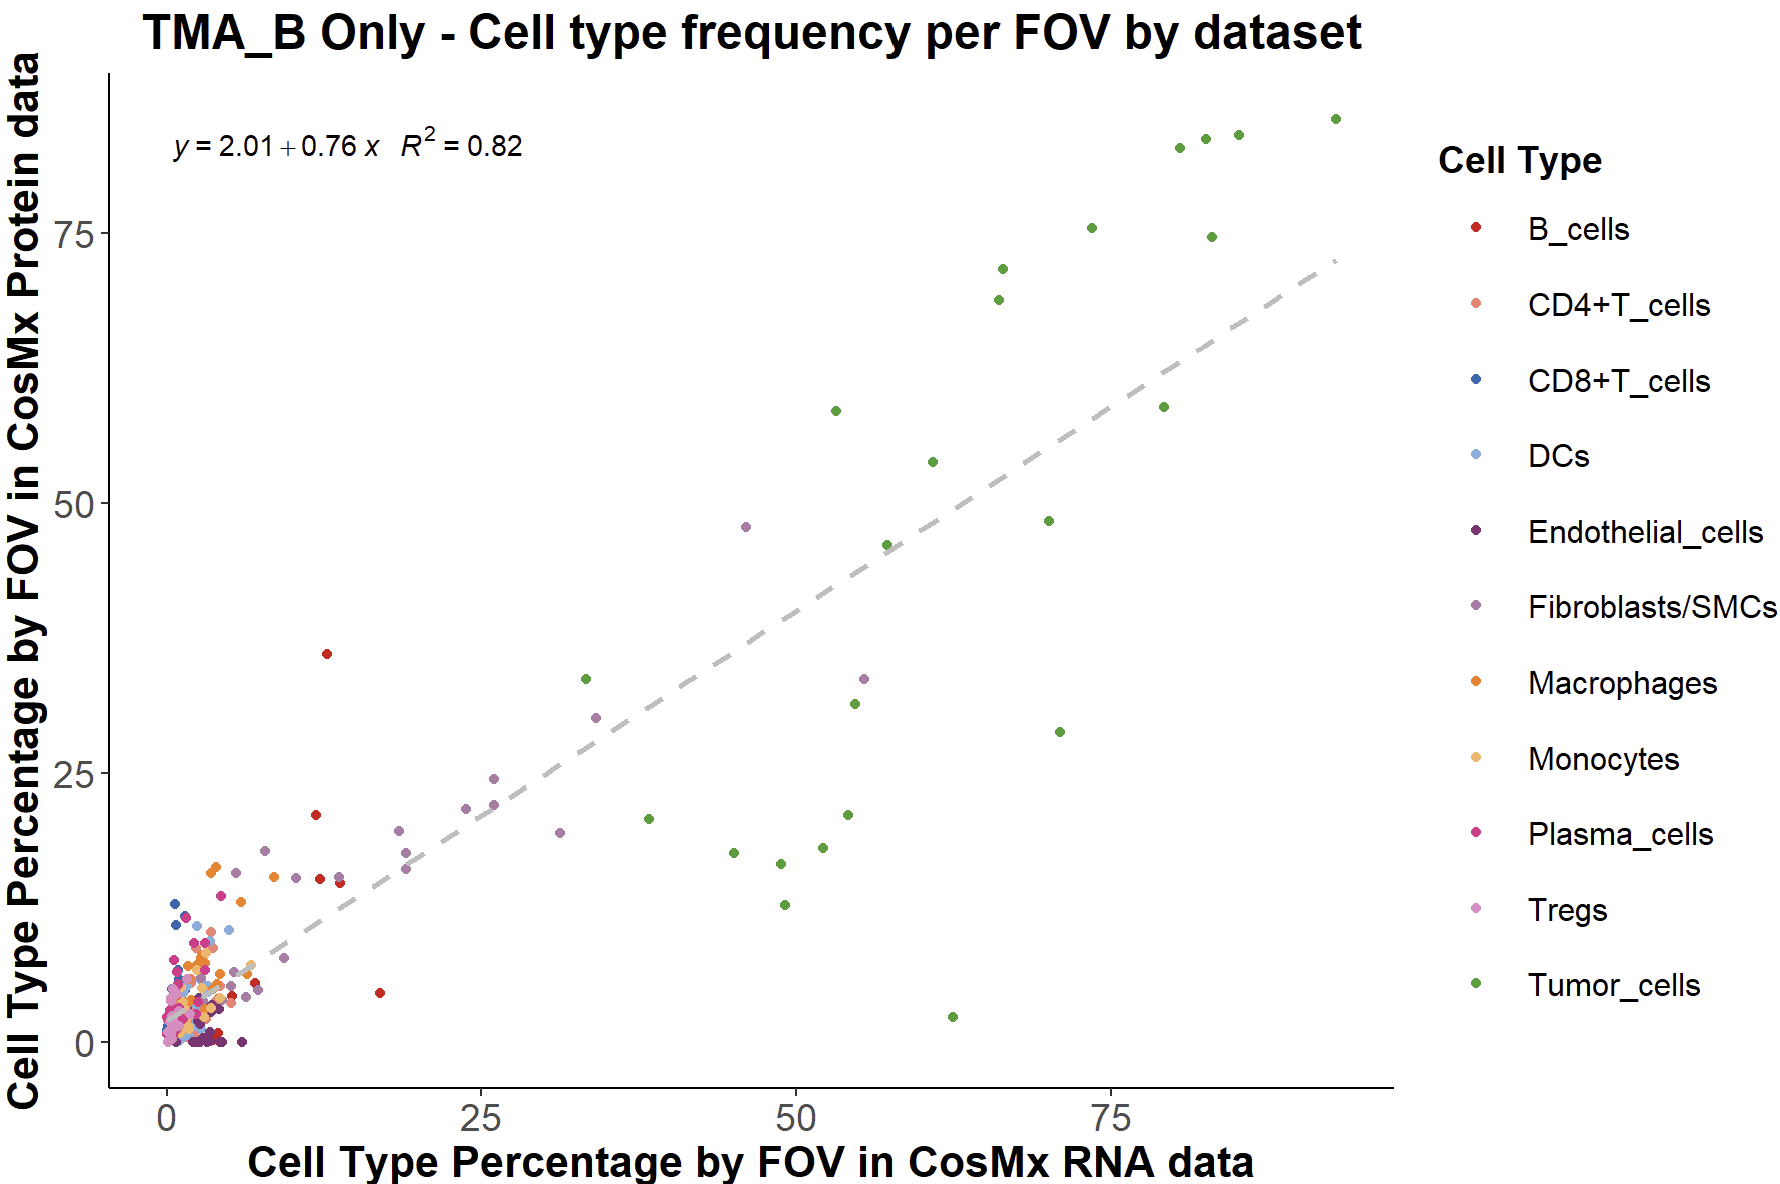 TMA_B Only - Cell type frequency per FOV by dataset
Cell Type Percentage by FOV in CosMx Protein data
y = 2.01 + 0.76 x R² = 0.82
75
50
25
0
0 25 50 75
Cell Type Percentage by FOV in CosMx RNA data
Cell Type
B_cells
CD4+T_cells
CD8+T_cells
DCs
Endothelial_cells
Fibroblasts/SMCs
Macrophages
Monocytes
Plasma_cells
Tregs
Tumor_cells